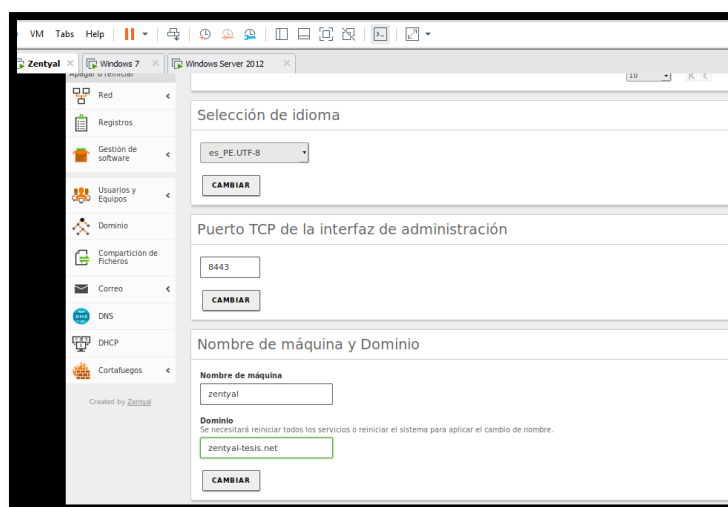 VM Tabs Help
Zentyal
Windows 7
Windows Server 2012
Apagar o reiniciar
10
Red
Registros
Gestión de
software
Usuarios y
Equipos
Dominio
Compartición de
Ficheros
Correo
DNS
DNS
DHCP
Cortafuegos
Created by Zentyal
Selección de idioma
es_PE.UTF-8
CAMBIAR
Puerto TCP de la interfaz de administración
8443
CAMBIAR
Nombre de máquina y Dominio
Nombre de máquina
zentyal
Dominio
Se necesitará reiniciar todos los servicios o reiniciar el sistema para aplicar el cambio de nombre.
zentyal-tesis.net
CAMBIAR